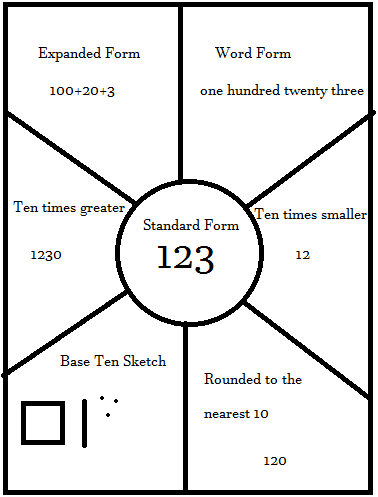 Expanded Form
100+20+3
Word Form
one hundred twenty three
Ten times greater
1230
Standard Form
123
Ten times smaller
12
Base Ten Sketch
Rounded to the
nearest 10
120